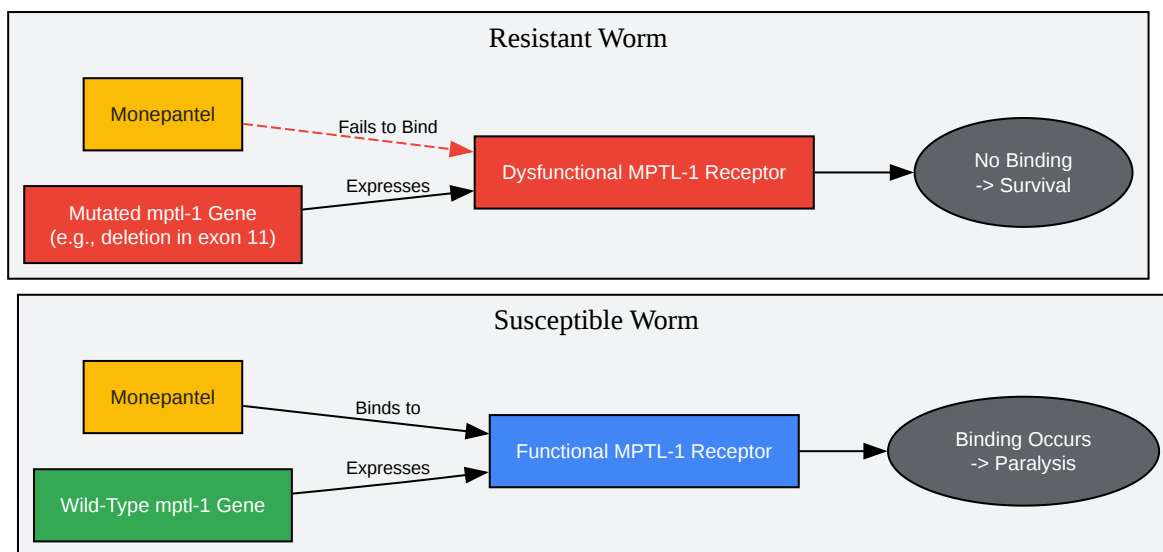 Resistant Worm
Monepantel
Fails to Bind
Dysfunctional MPTL-1 Receptor
No Binding
-> Survival
Expresses
Mutated mptl-1 Gene
(e.g., deletion in exon 11)
Susceptible Worm
Monepantel
Binds to
Functional MPTL-1 Receptor
Binding Occurs
-> Paralysis
Expresses
Wild-Type mptl-1 Gene